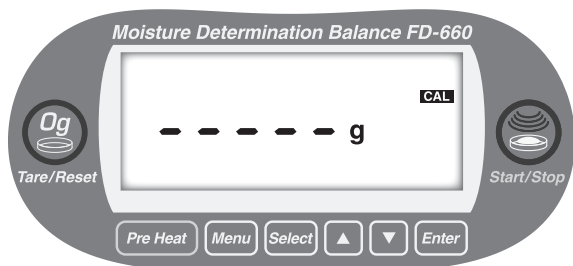 Moisture Determination Balance FD-660
CAL
- - - - - g
0g
Tare/Reset
Start/Stop
Pre Heat Menu Select ▲ ▼ Enter